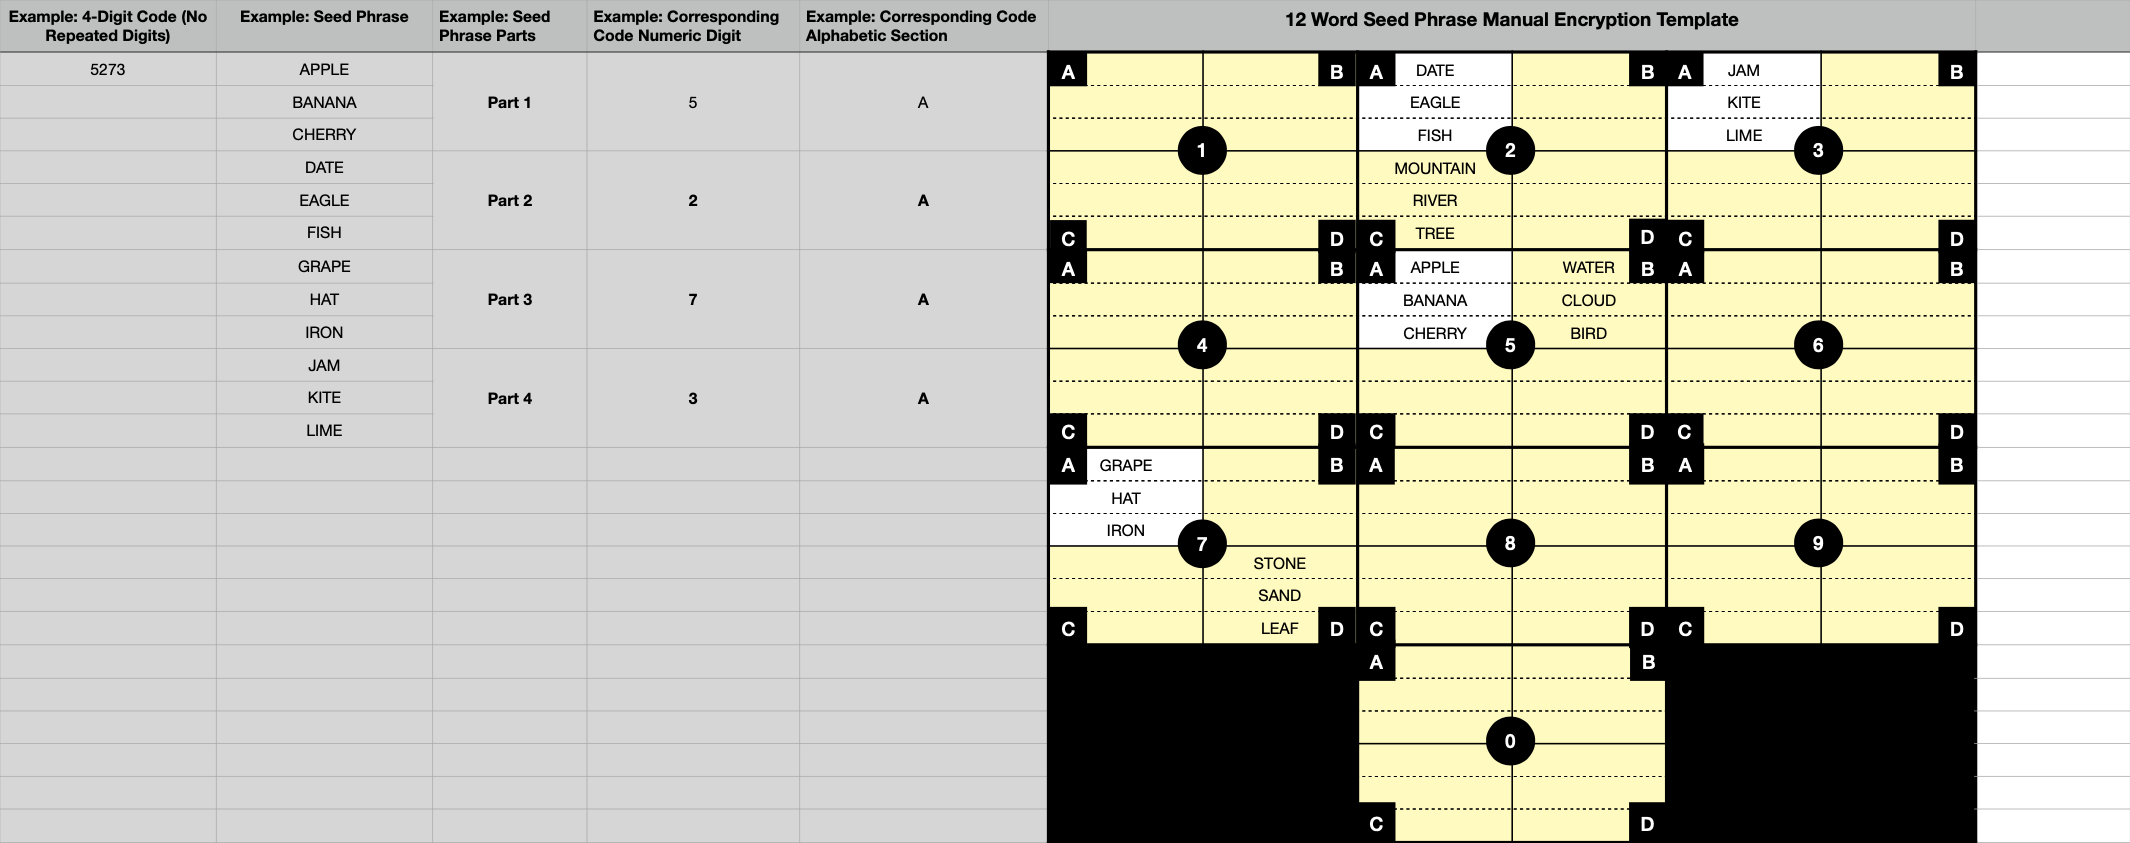 Example: 4-Digit Code (No Repeated Digits)
Example: Seed Phrase
Example: Seed Phrase Parts
Example: Corresponding Code Numeric Digit
Example: Corresponding Code Alphabetic Section
12 Word Seed Phrase Manual Encryption Template
5273
APPLE
BANANA
CHERRY
DATE
EAGLE
FISH
GRAPE
HAT
IRON
JAM
KITE
LIME
Part 1
5
A
Part 2
2
A
Part 3
7
A
Part 4
3
A
A
B
1
C
D
A
DATE
B
EAGLE
FISH
2
MOUNTAIN
RIVER
C
TREE
D
A
JAM
B
KITE
LIME
3
C
D
A
B
4
C
D
A
APPLE
WATER
B
BANANA
CLOUD
CHERRY
BIRD
5
C
D
A
B
6
C
D
A
GRAPE
B
HAT
IRON
7
STONE
SAND
C
LEAF
D
A
B
8
C
D
A
B
9
C
D
A
B
0
C
D